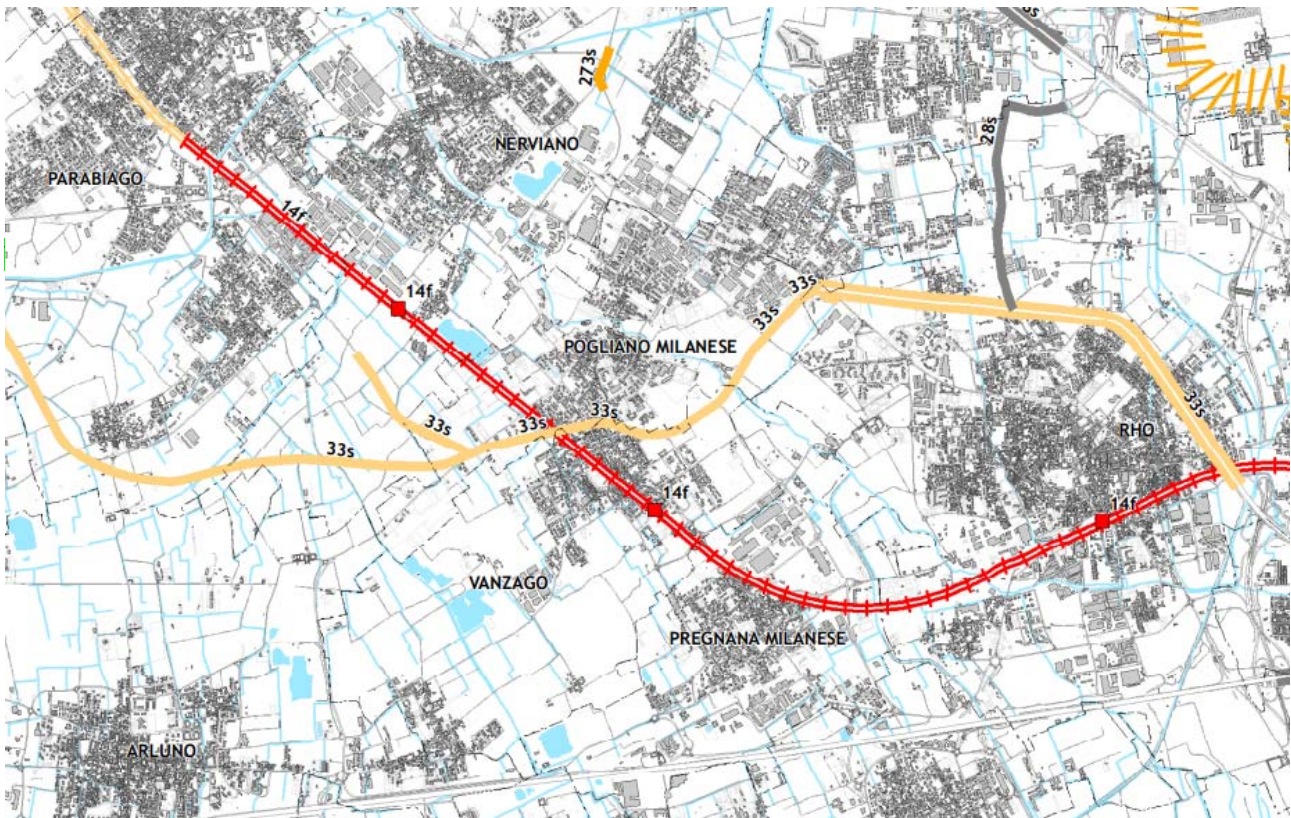 273s
28s
NERVIANO
PARABIAGO
14f
14f
33s
33s
POGLIANO MILANESE
33s
33s
33s
33s
33s
RHO
14f
14f
VANZAGO
PREGNANA MILANESE
ARLUNO